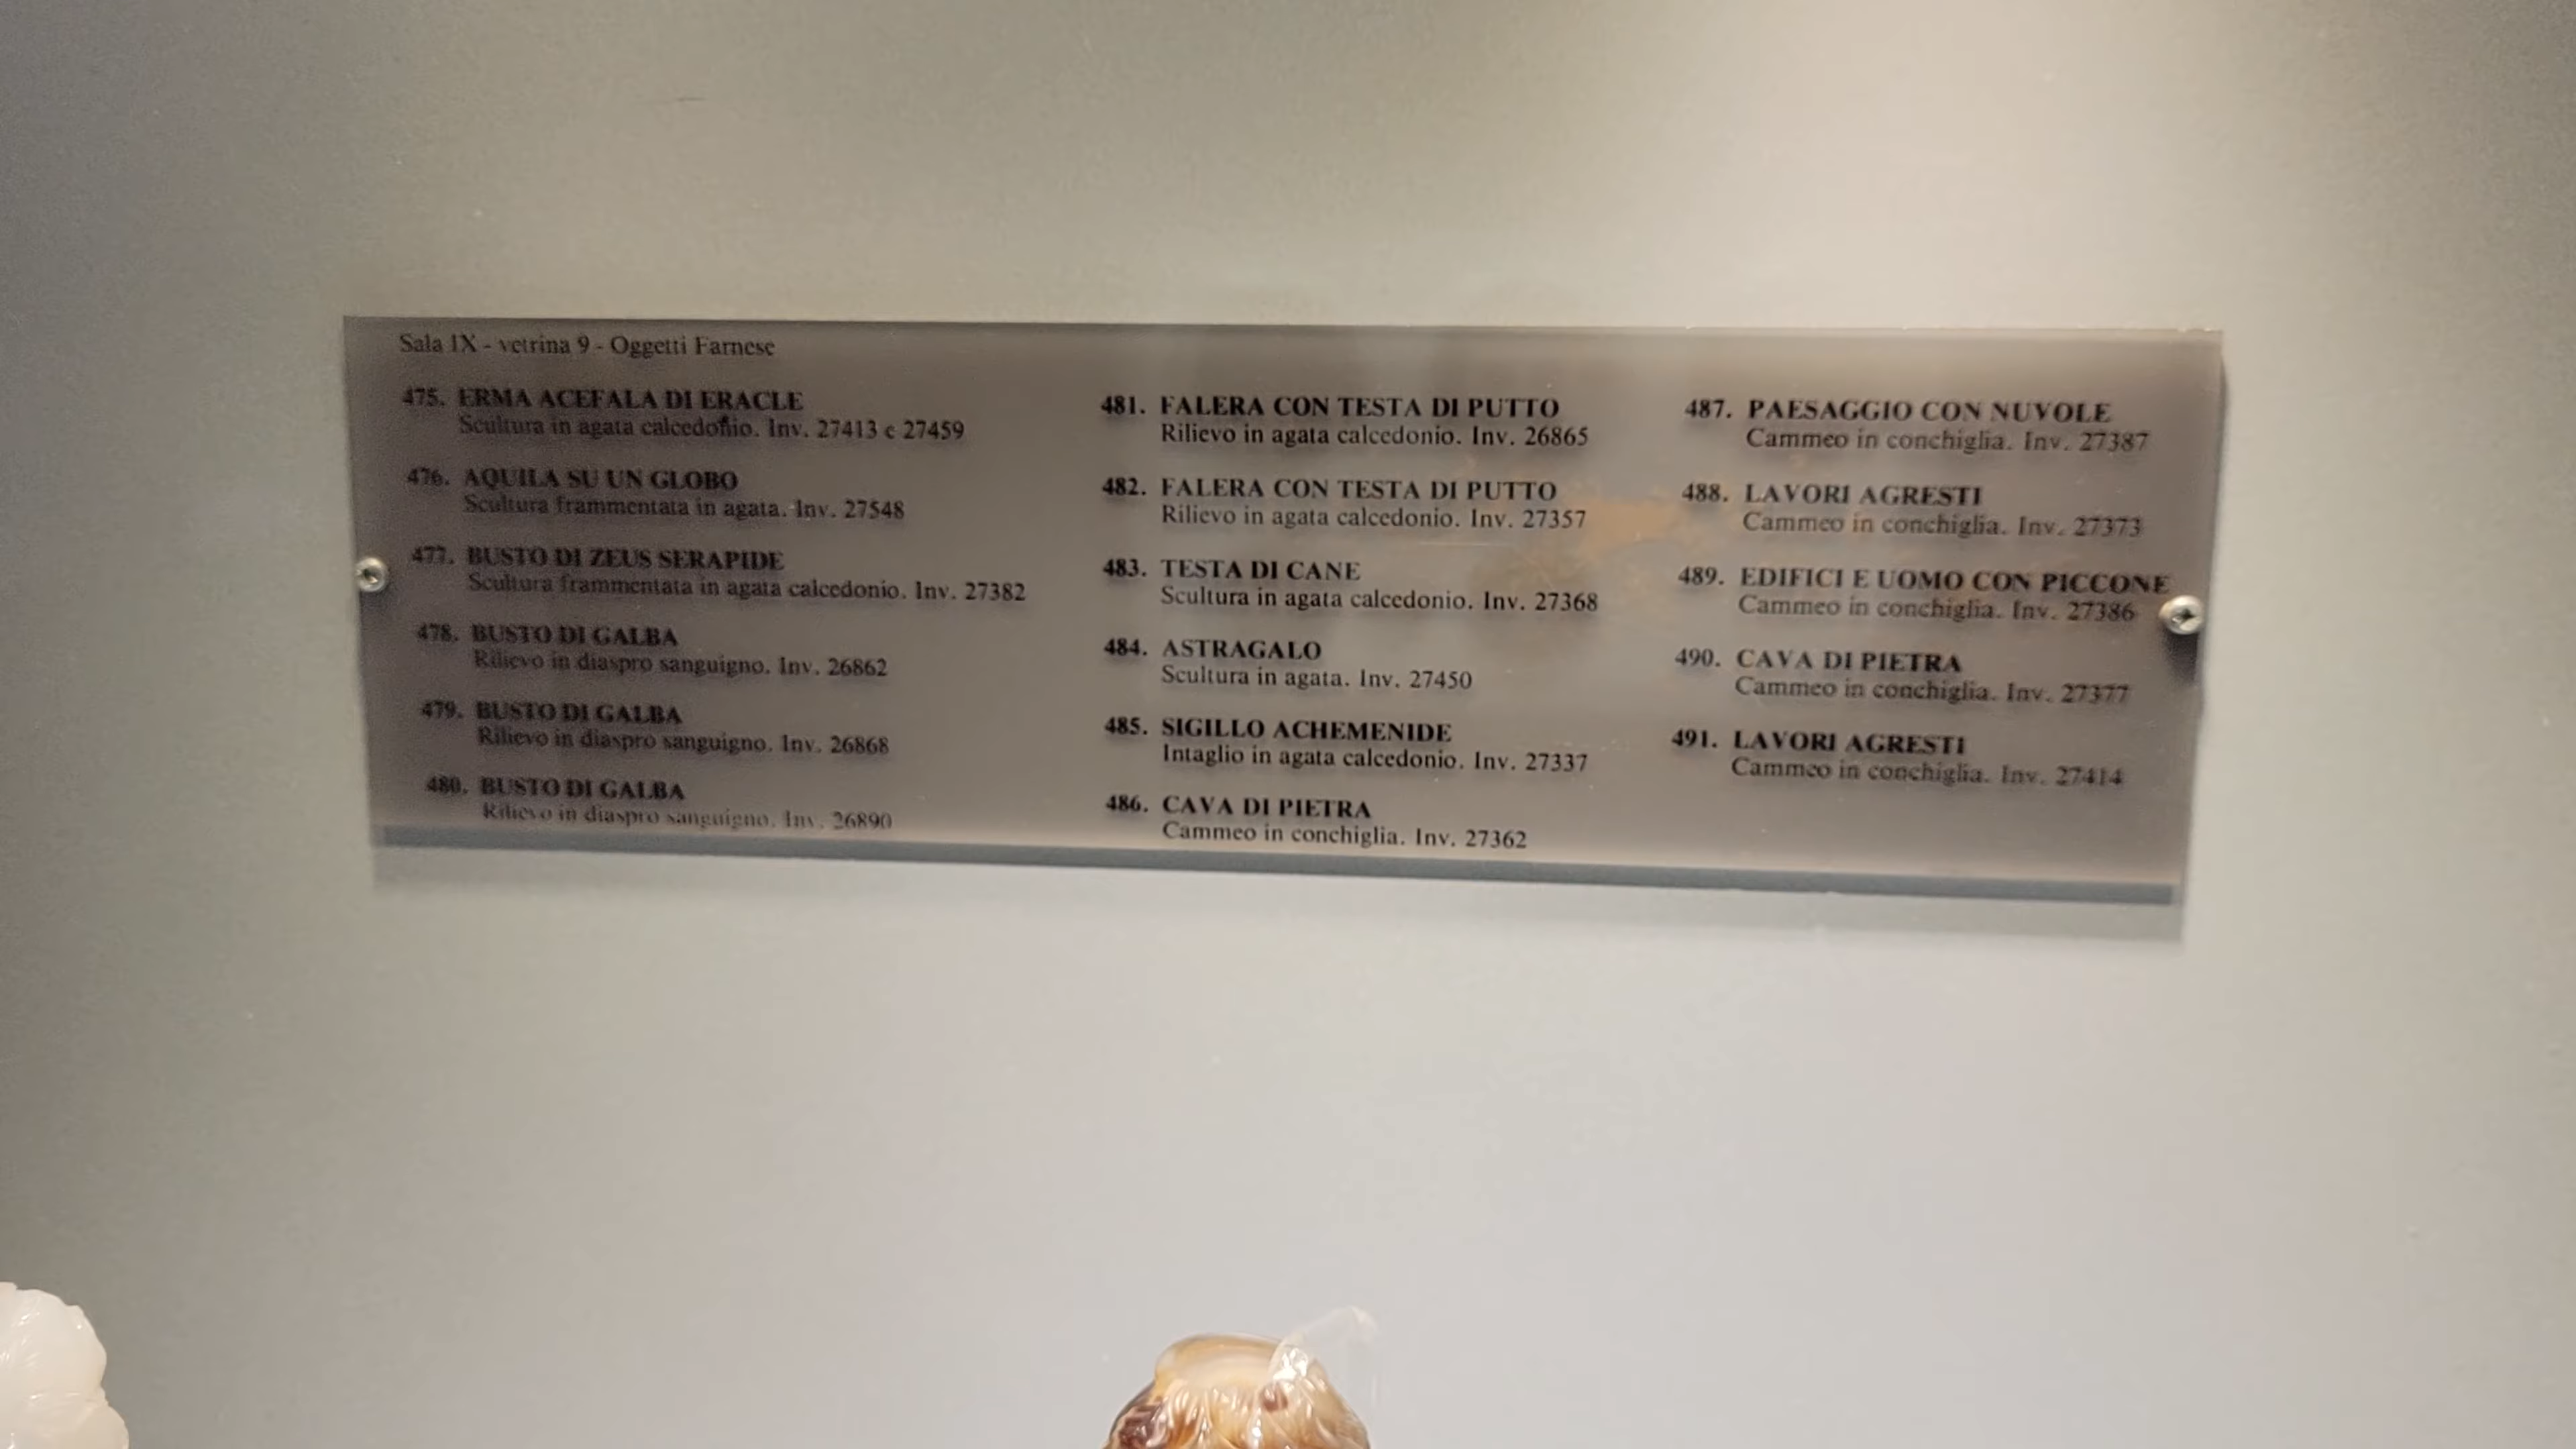 Sala IX - vetrina 9 - Oggetti Farnese
475. ERMA ACEFALA DI ERACLE
Scultura in agata calcedonio. Inv. 27413 e 27459
476. AQUILA SU UN GLOBO
Scultura frammentata in agata. Inv. 27548
477. BUSTO DI ZEUS SERAPIDE
Scultura frammentata in agata calcedonio. Inv. 27382
478. BUSTO DI GALBA
Rilievo in diaspro sanguigno. Inv. 26862
479. BUSTO DI GALBA
Rilievo in diaspro sanguigno. Inv. 26868
480. BUSTO DI GALBA
Rilievo in diaspro sanguigno. Inv. 26890
481. FALERA CON TESTA DI PUTTO
Rilievo in agata calcedonio. Inv. 26865
482. FALERA CON TESTA DI PUTTO
Rilievo in agata calcedonio. Inv. 27357
483. TESTA DI CANE
Scultura in agata calcedonio. Inv. 27368
484. ASTRAGALO
Scultura in agata. Inv. 27450
485. SIGILLO ACHEMENIDE
Intaglio in agata calcedonio. Inv. 27337
486. CAVA DI PIETRA
Cammeo in conchiglia. Inv. 27362
487. PAESAGGIO CON NUVOLE
Cammeo in conchiglia. Inv. 27387
488. LAVORI AGRESTI
Cammeo in conchiglia. Inv. 27373
489. EDIFICI E UOMO CON PICCONE
Cammeo in conchiglia. Inv. 27386
490. CAVA DI PIETRA
Cammeo in conchiglia. Inv. 27377
491. LAVORI AGRESTI
Cammeo in conchiglia. Inv. 27414